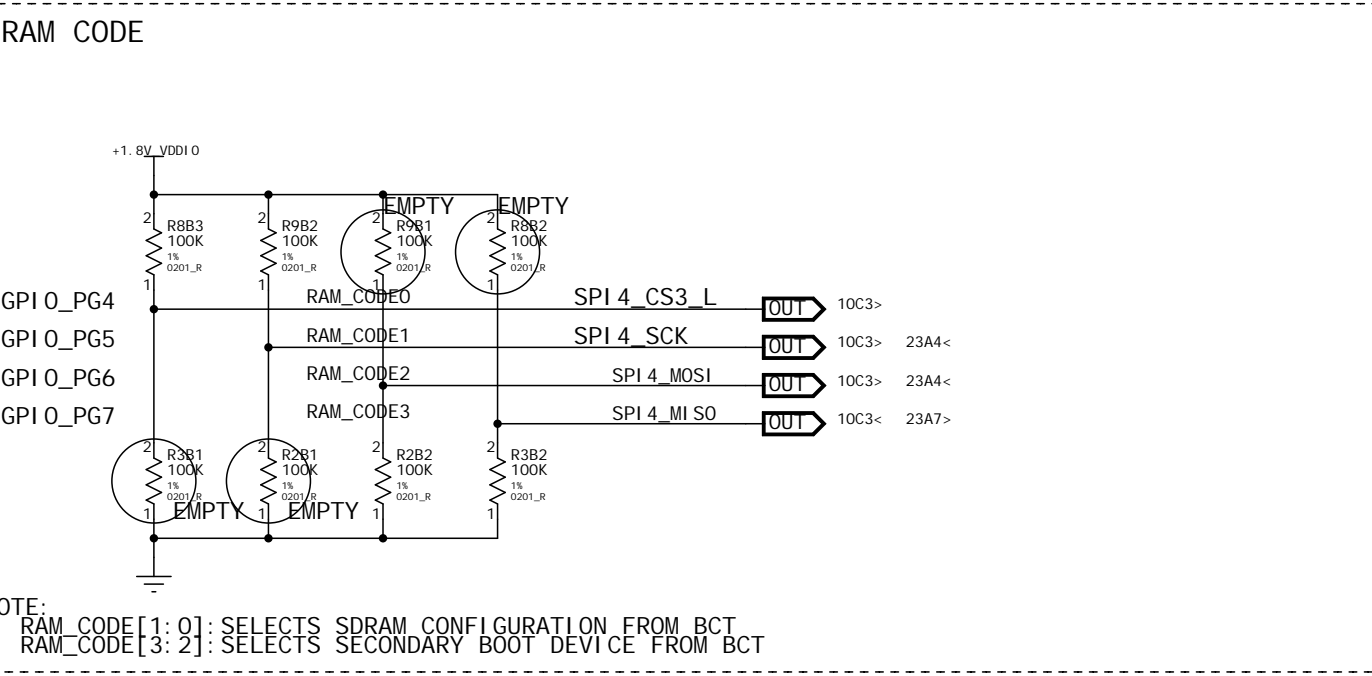 RAM CODE
+1.8V_VDDIO
EMPTY EMPTY
2 R8B3 2 R9B2 2 R9B1 2 R8B2
100K 100K 100K 100K
1% 1% 1% 1%
0201_R 0201_R 0201_R 0201_R
1 1 1 1
GPIO_PG4 RAM_CODE0 SPI4_CS3_L OUT 10C3>
GPIO_PG5 RAM_CODE1 SPI4_SCK OUT 10C3> 23A4<
GPIO_PG6 RAM_CODE2 SPI4_MOSI OUT 10C3> 23A4<
GPIO_PG7 RAM_CODE3 SPI4_MISO OUT 10C3< 23A7>
2 R3B1 2 R2B1 2 R2B2 2 R3B2
100K 100K 100K 100K
1% 1% 1% 1%
0201_R 0201_R 0201_R 0201_R
1 EMPTY 1 EMPTY 1 1
OTE:
RAM_CODE[1:0]:SELECTS SDRAM CONFIGURATION FROM BCT
RAM_CODE[3:2]:SELECTS SECONDARY BOOT DEVICE FROM BCT